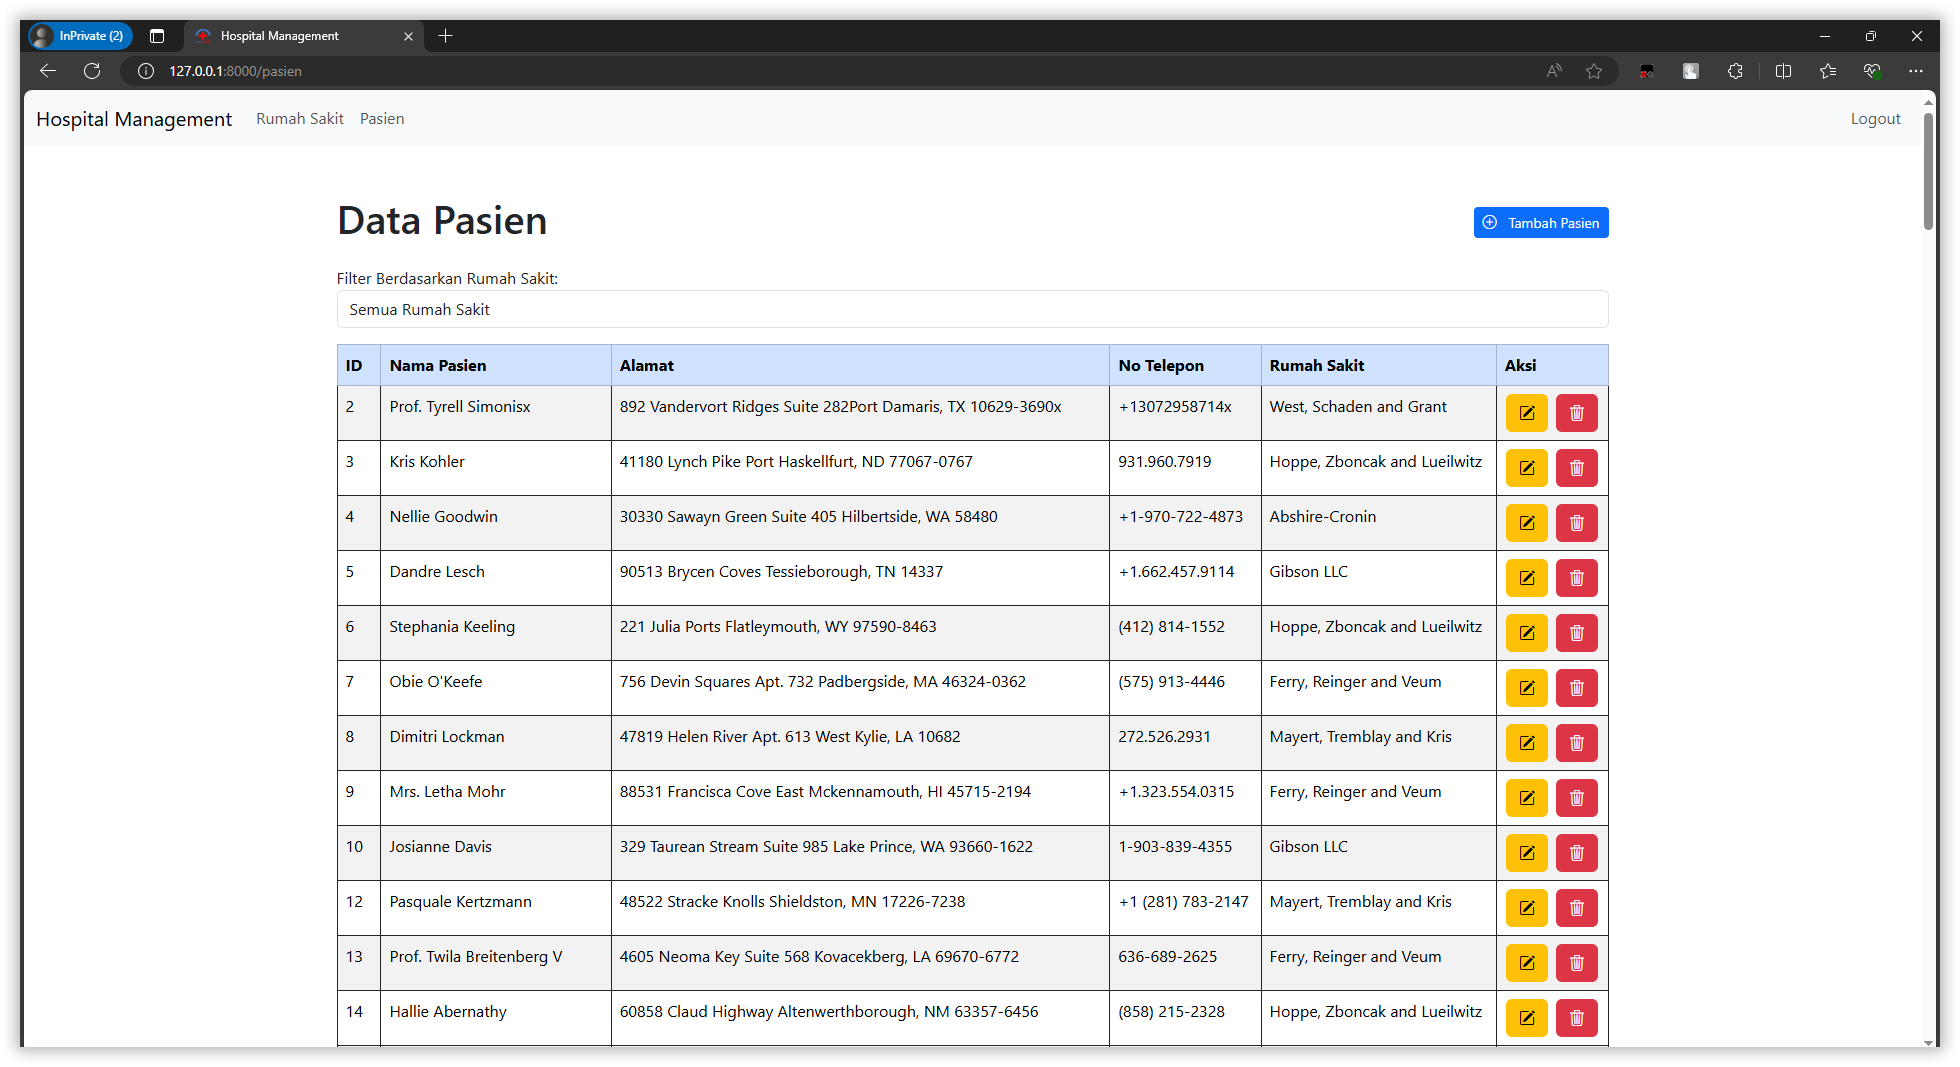 InPrivate (2)
Hospital Management
127.0.0.1:8000/pasien
Hospital Management Rumah Sakit Pasien Logout
Data Pasien
Tambah Pasien
Filter Berdasarkan Rumah Sakit:
Semua Rumah Sakit
ID Nama Pasien Alamat No Telepon Rumah Sakit Aksi
2 Prof. Tyrell Simonisx 892 Vandervort Ridges Suite 282Port Damaris, TX 10629-3690x +13072958714x West, Schaden and Grant
3 Kris Kohler 41180 Lynch Pike Port Haskellfurt, ND 77067-0767 931.960.7919 Hoppe, Zboncak and Lueilwitz
4 Nellie Goodwin 30330 Sawayn Green Suite 405 Hilbertside, WA 58480 +1-970-722-4873 Abshire-Cronin
5 Dandre Lesch 90513 Brycen Coves Tessieborough, TN 14337 +1.662.457.9114 Gibson LLC
6 Stephania Keeling 221 Julia Ports Flatleymouth, WY 97590-8463 (412) 814-1552 Hoppe, Zboncak and Lueilwitz
7 Obie O'Keefe 756 Devin Squares Apt. 732 Padbergside, MA 46324-0362 (575) 913-4446 Ferry, Reinger and Veum
8 Dimitri Lockman 47819 Helen River Apt. 613 West Kylie, LA 10682 272.526.2931 Mayert, Tremblay and Kris
9 Mrs. Letha Mohr 88531 Francisca Cove East Mckennamouth, HI 45715-2194 +1.323.554.0315 Ferry, Reinger and Veum
10 Josianne Davis 329 Taurean Stream Suite 985 Lake Prince, WA 93660-1622 1-903-839-4355 Gibson LLC
12 Pasquale Kertzmann 48522 Stracke Knolls Shieldston, MN 17226-7238 +1 (281) 783-2147 Mayert, Tremblay and Kris
13 Prof. Twila Breitenberg V 4605 Neoma Key Suite 568 Kovacekberg, LA 69670-6772 636-689-2625 Ferry, Reinger and Veum
14 Hallie Abernathy 60858 Claud Highway Altenwerthborough, NM 63357-6456 (858) 215-2328 Hoppe, Zboncak and Lueilwitz